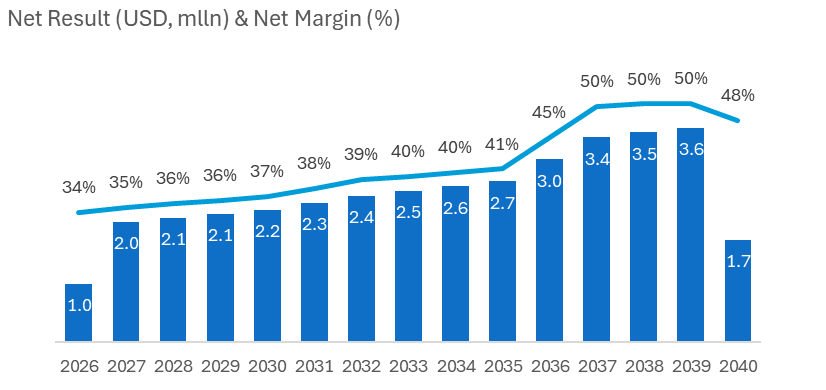 Net Result (USD, mlln) & Net Margin (%)
34% 35% 36% 36% 37% 38% 39% 40% 40% 41% 45% 50% 50% 50% 48%
1.0 2.0 2.1 2.1 2.2 2.3 2.4 2.5 2.6 2.7 3.0 3.4 3.5 3.6 1.7
2026 2027 2028 2029 2030 2031 2032 2033 2034 2035 2036 2037 2038 2039 2040